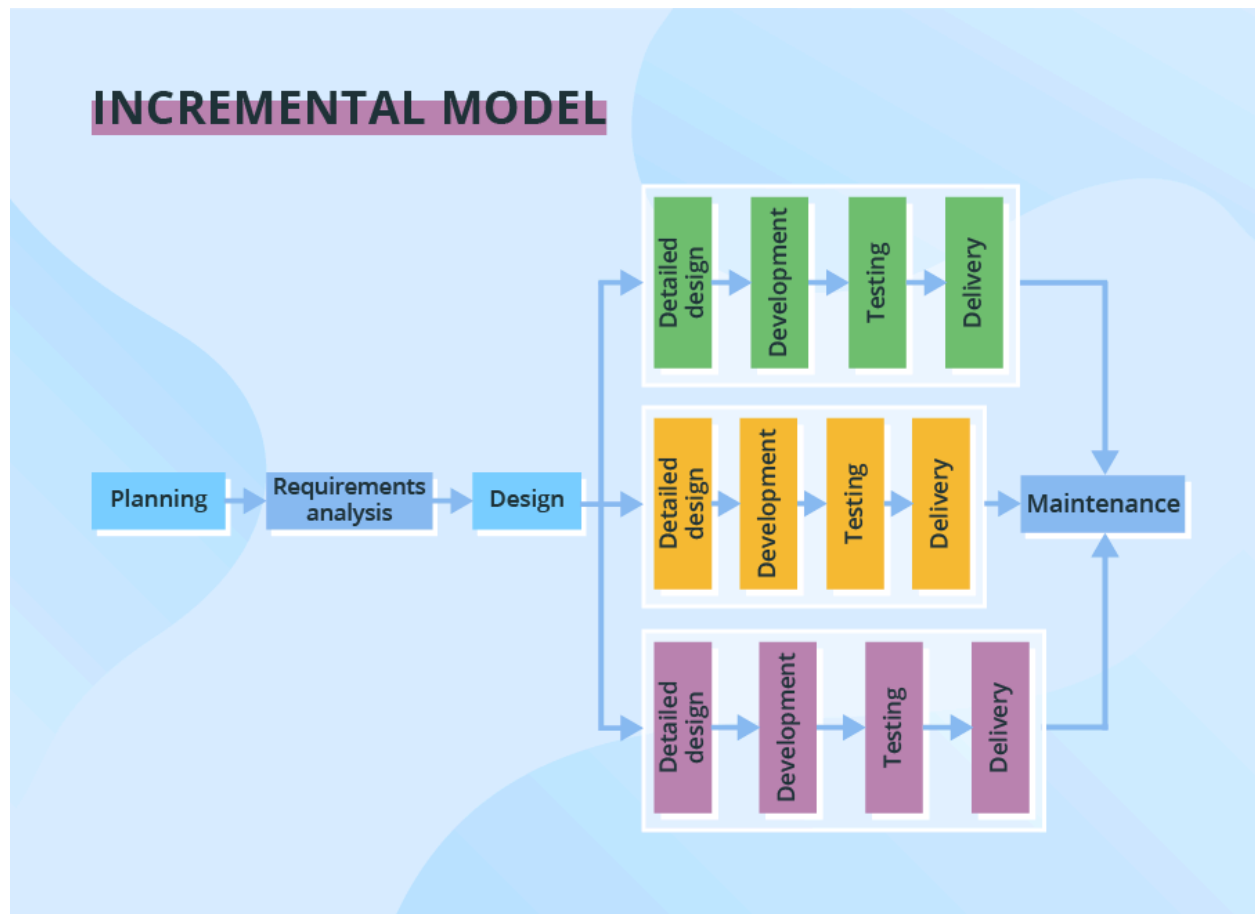 INCREMENTAL MODEL
Detailed
design
Development
Testing
Delivery
Planning
Requirements
analysis
Design
Detailed
design
Development
Testing
Delivery
Maintenance
Detailed
design
Development
Testing
Delivery